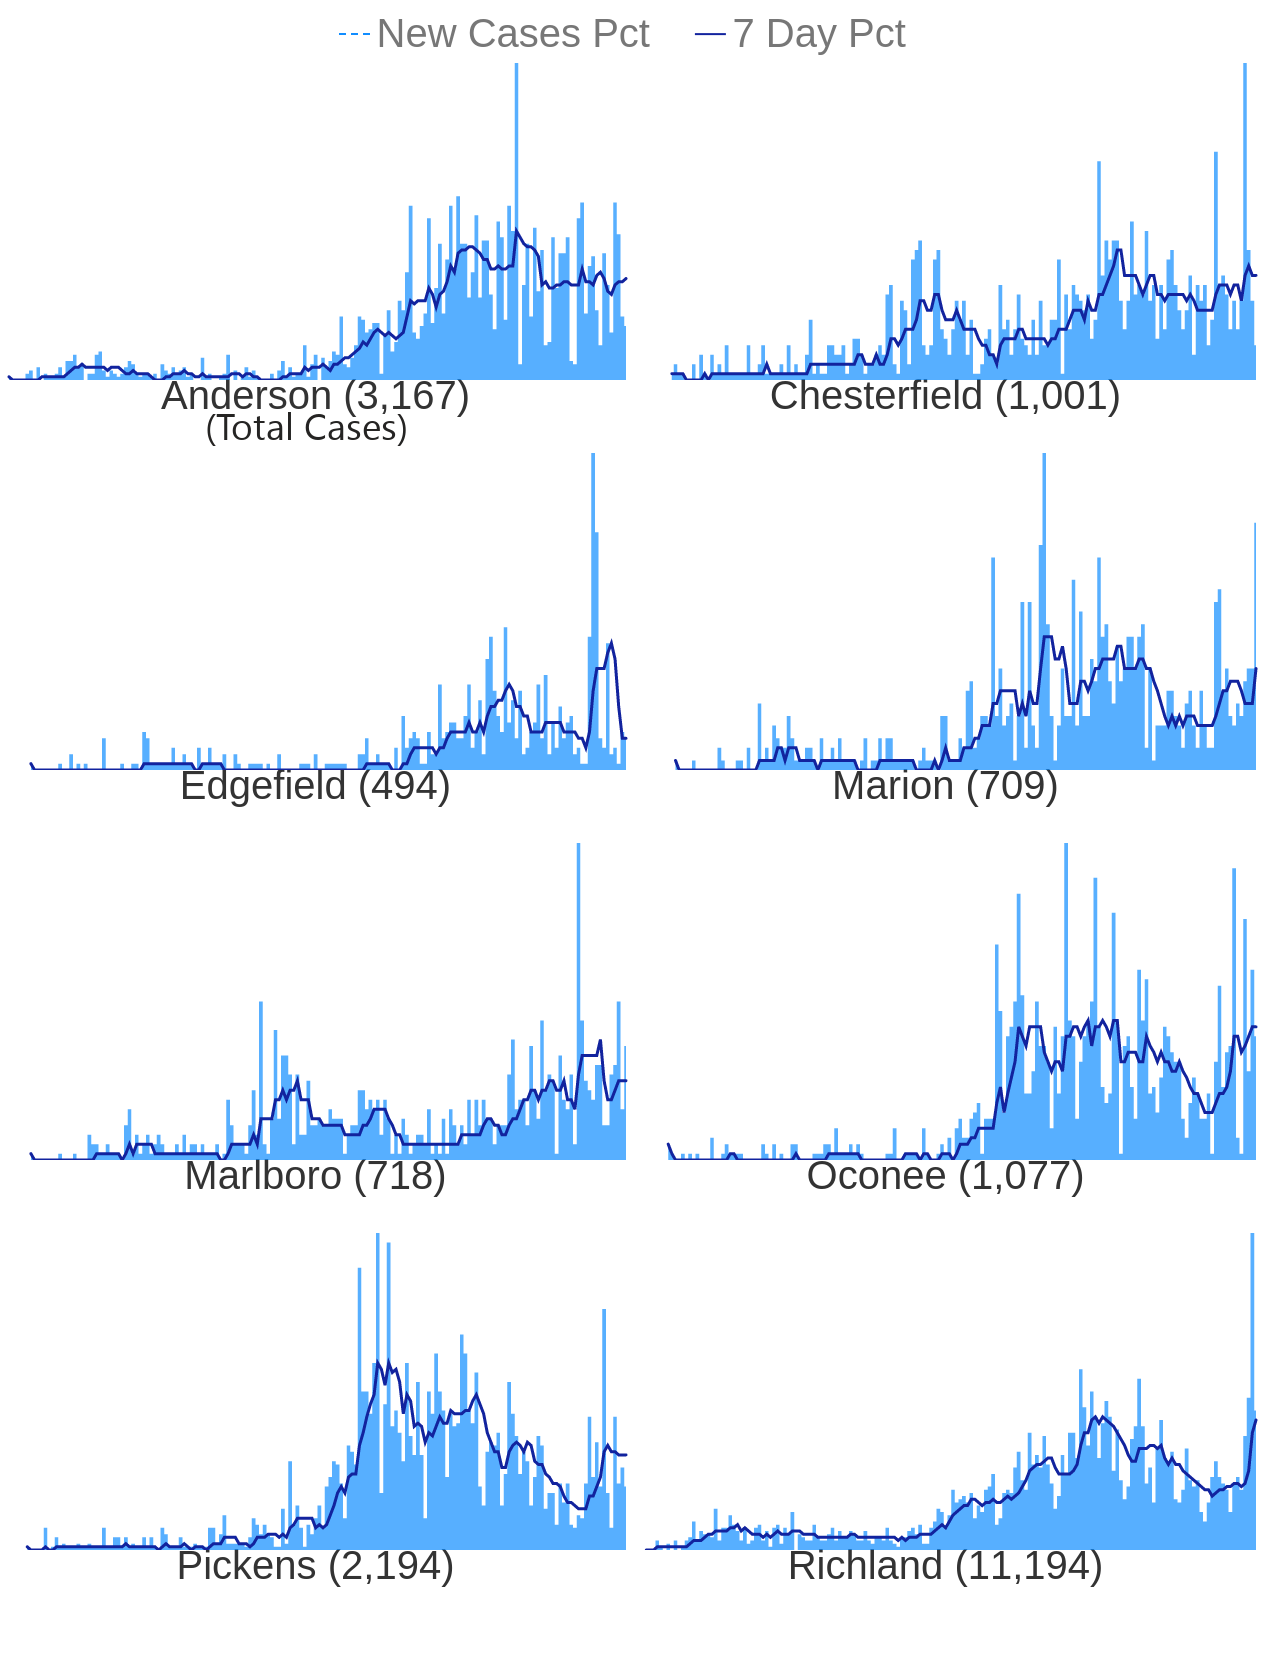 New Cases Pct 7 Day Pct
Anderson (3,167) Chesterfield (1,001)
(Total Cases)
Edgefield (494) Marion (709)
Marlboro (718) Oconee (1,077)
Pickens (2,194) Richland (11,194)